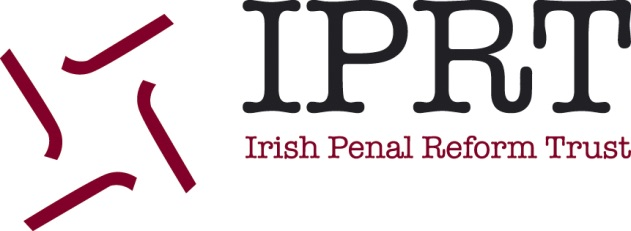 IPRT
Irish Penal Reform Trust